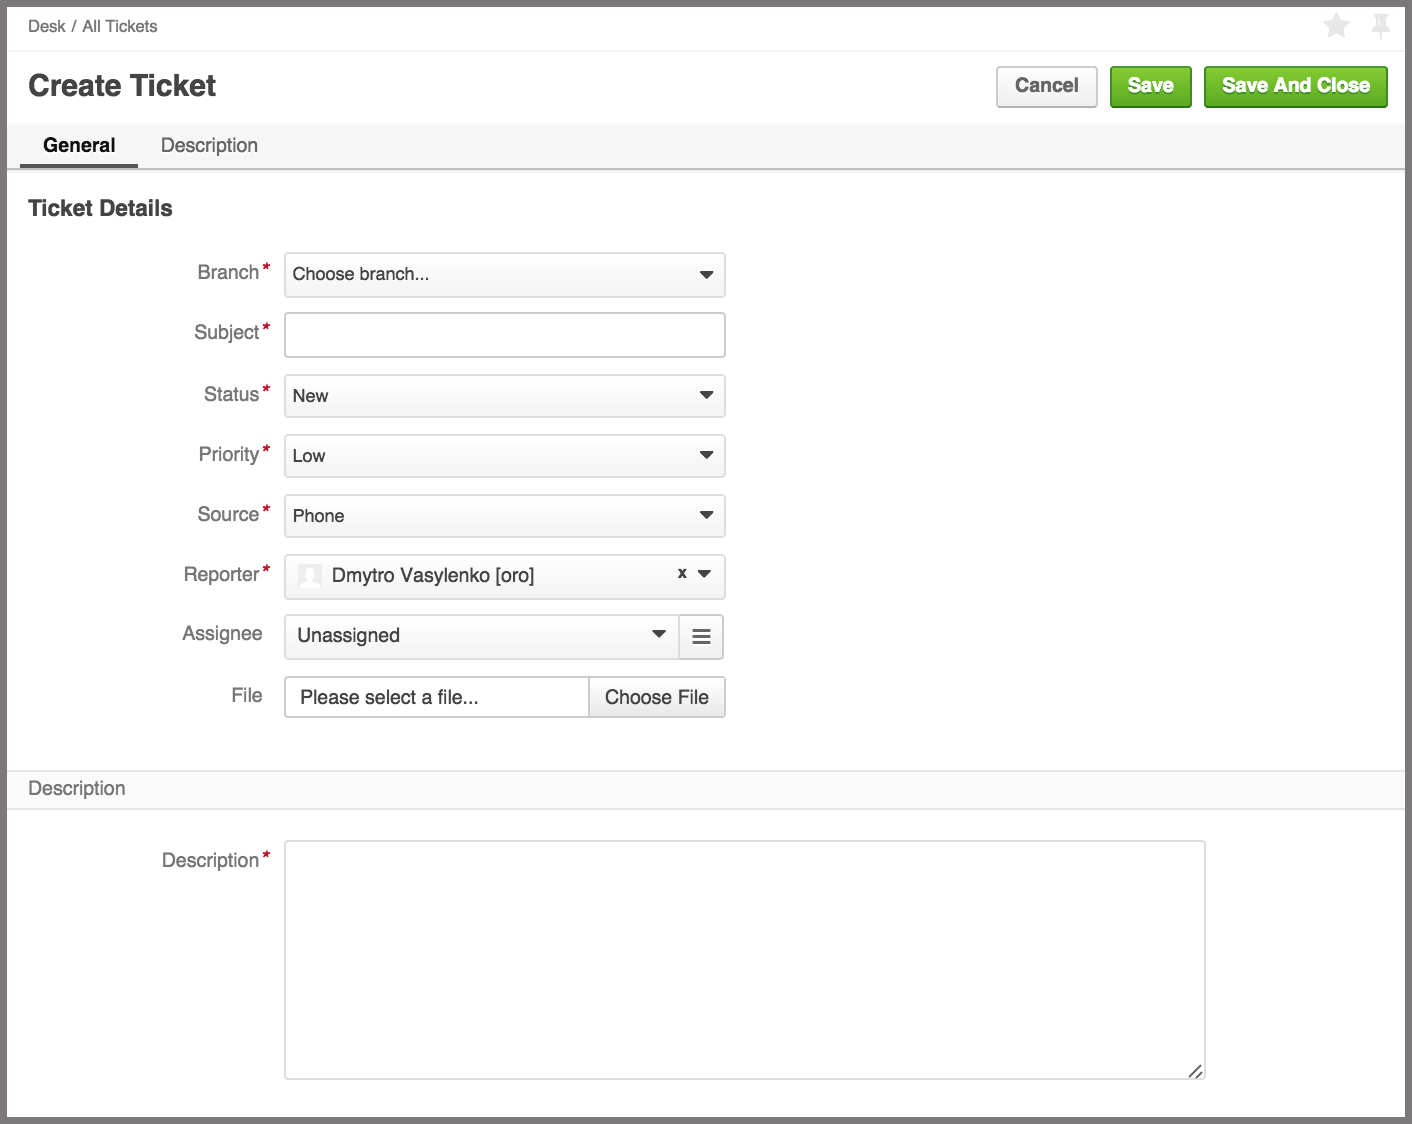 Desk / All Tickets
Create Ticket
Cancel
Save
Save And Close
General
Description
Ticket Details
Branch*
Choose branch...
Subject*
Status*
New
Priority*
Low
Source*
Phone
Reporter*
Dmytro Vasylenko [oro]
x
Assignee
Unassigned
File
Please select a file...
Choose File
Description
Description*